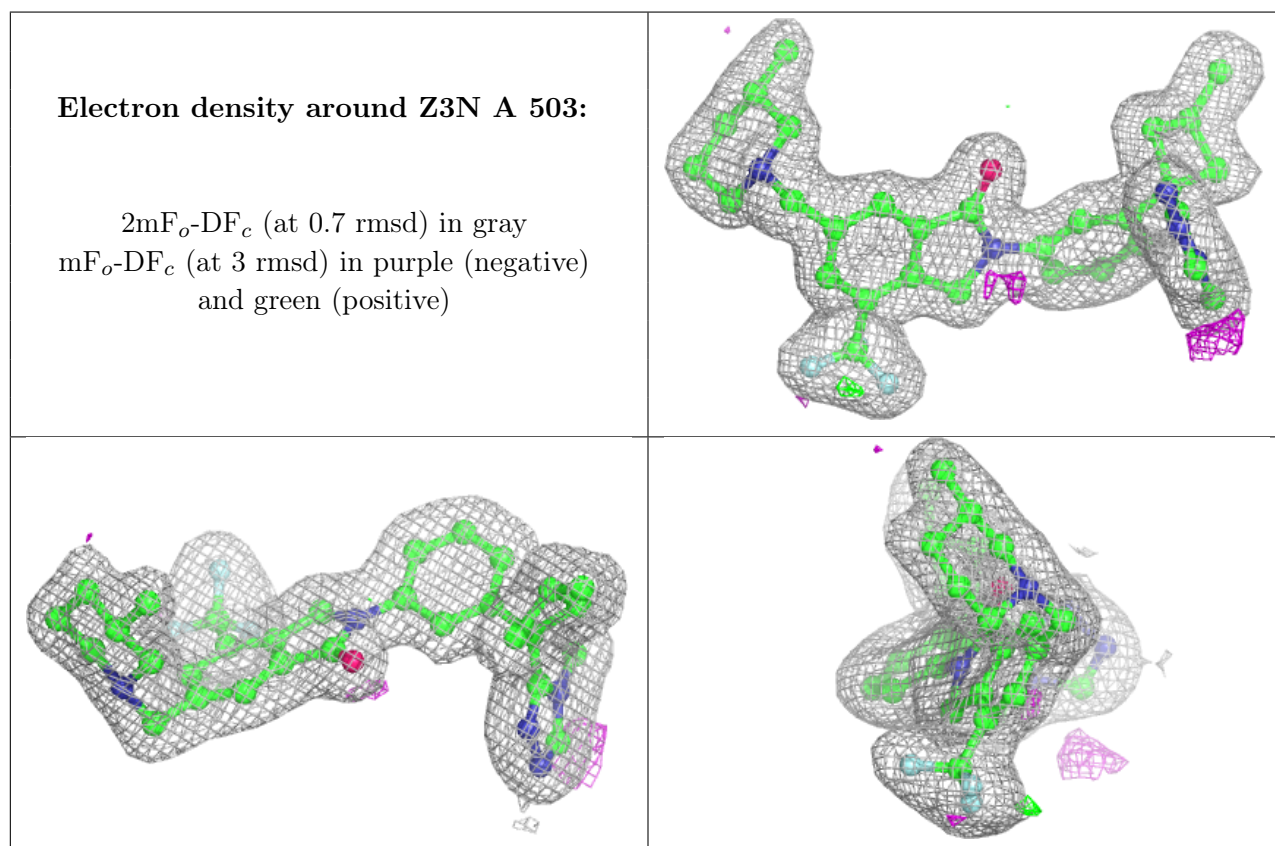 Electron density around Z3N A 503:
2mFo-DFc (at 0.7 rmsd) in gray
mFo-DFc (at 3 rmsd) in purple (negative)
and green (positive)